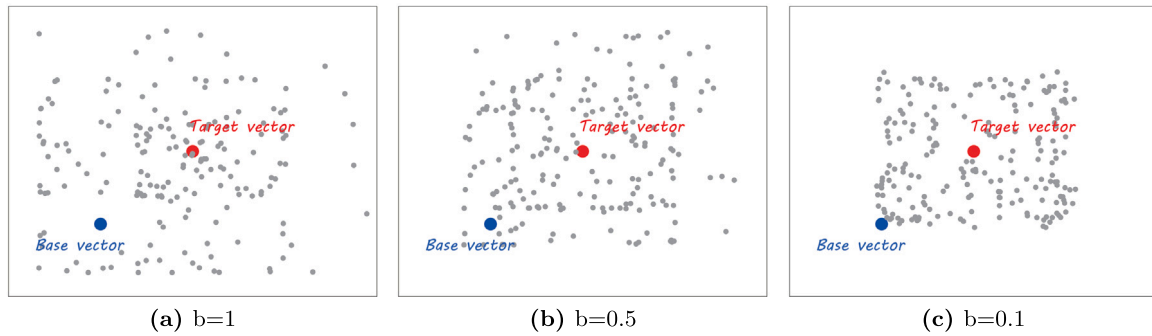 Target vector
Base vector
(a) b=1
Target vector
Base vector
(b) b=0.5
Target vector
Base vector
(c) b=0.1